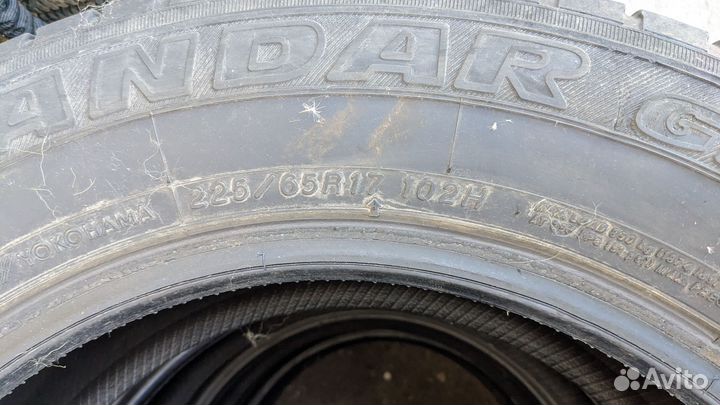 ANDAR G
YOKOHAMA
225/65R17 102H
Avito